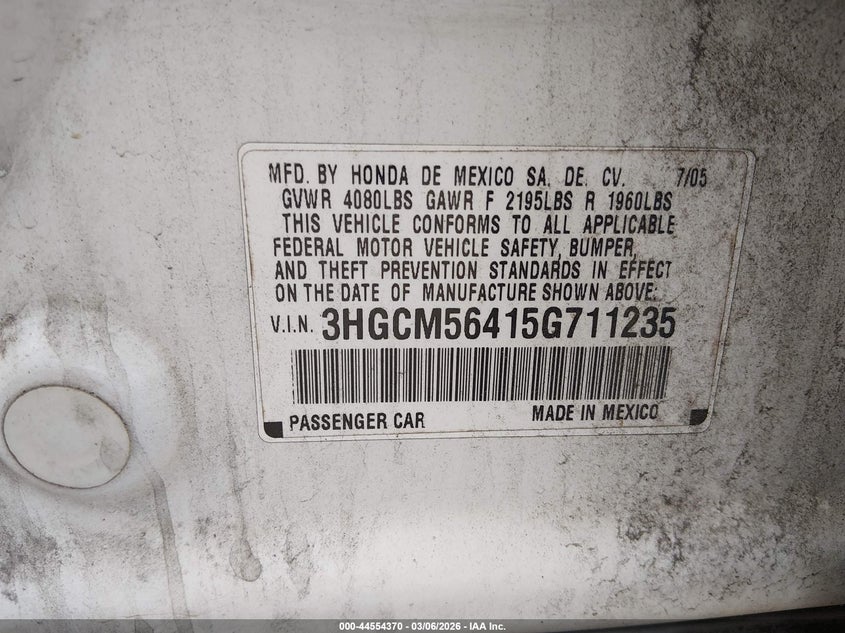 MFD. BY HONDA DE MEXICO SA. DE. CV. 7/05
GVWR 4080LBS GAWR F 2195LBS R 1960LBS
THIS VEHICLE CONFORMS TO ALL APPLICABLE
FEDERAL MOTOR VEHICLE SAFETY, BUMPER,
AND THEFT PREVENTION STANDARDS IN EFFECT
ON THE DATE OF MANUFACTURE SHOWN ABOVE:
V.I.N. 3HGCM56415G711235
PASSENGER CAR MADE IN MEXICO
000-44554370 - 03/06/2026 - IAA Inc.